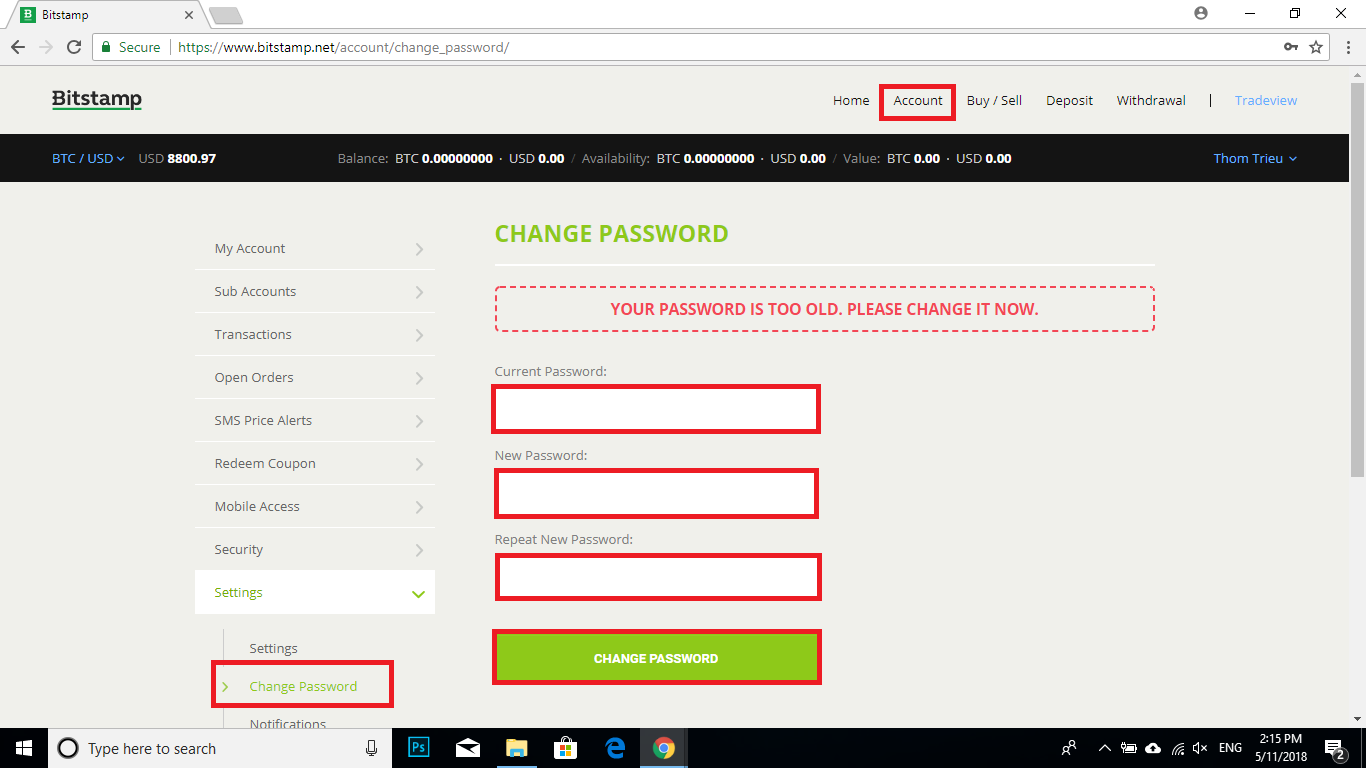 Bitstamp
Secure https://www.bitstamp.net/account/change_password/
Bitstamp
Home Account Buy / Sell Deposit Withdrawal | Tradeview
BTC / USD USD 8800.97 Balance: BTC 0.00000000 · USD 0.00 / Availability: BTC 0.00000000 · USD 0.00 / Value: BTC 0.00 · USD 0.00 Thom Trieu
My Account
Sub Accounts
Transactions
Open Orders
SMS Price Alerts
Redeem Coupon
Mobile Access
Security
Settings
Settings
Change Password
Notifications
CHANGE PASSWORD
YOUR PASSWORD IS TOO OLD. PLEASE CHANGE IT NOW.
Current Password:
New Password:
Repeat New Password:
CHANGE PASSWORD
Type here to search
Ps
ENG
2:15 PM
5/11/2018
2